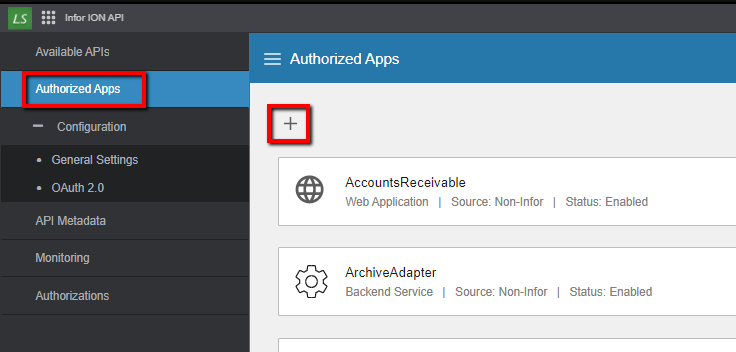 LS Infor ION API
Available APIs
Authorized Apps
Configuration
General Settings
OAuth 2.0
API Metadata
Monitoring
Authorizations
Authorized Apps
AccountsReceivable
Web Application | Source: Non-Infor | Status: Enabled
ArchiveAdapter
Backend Service | Source: Non-Infor | Status: Enabled